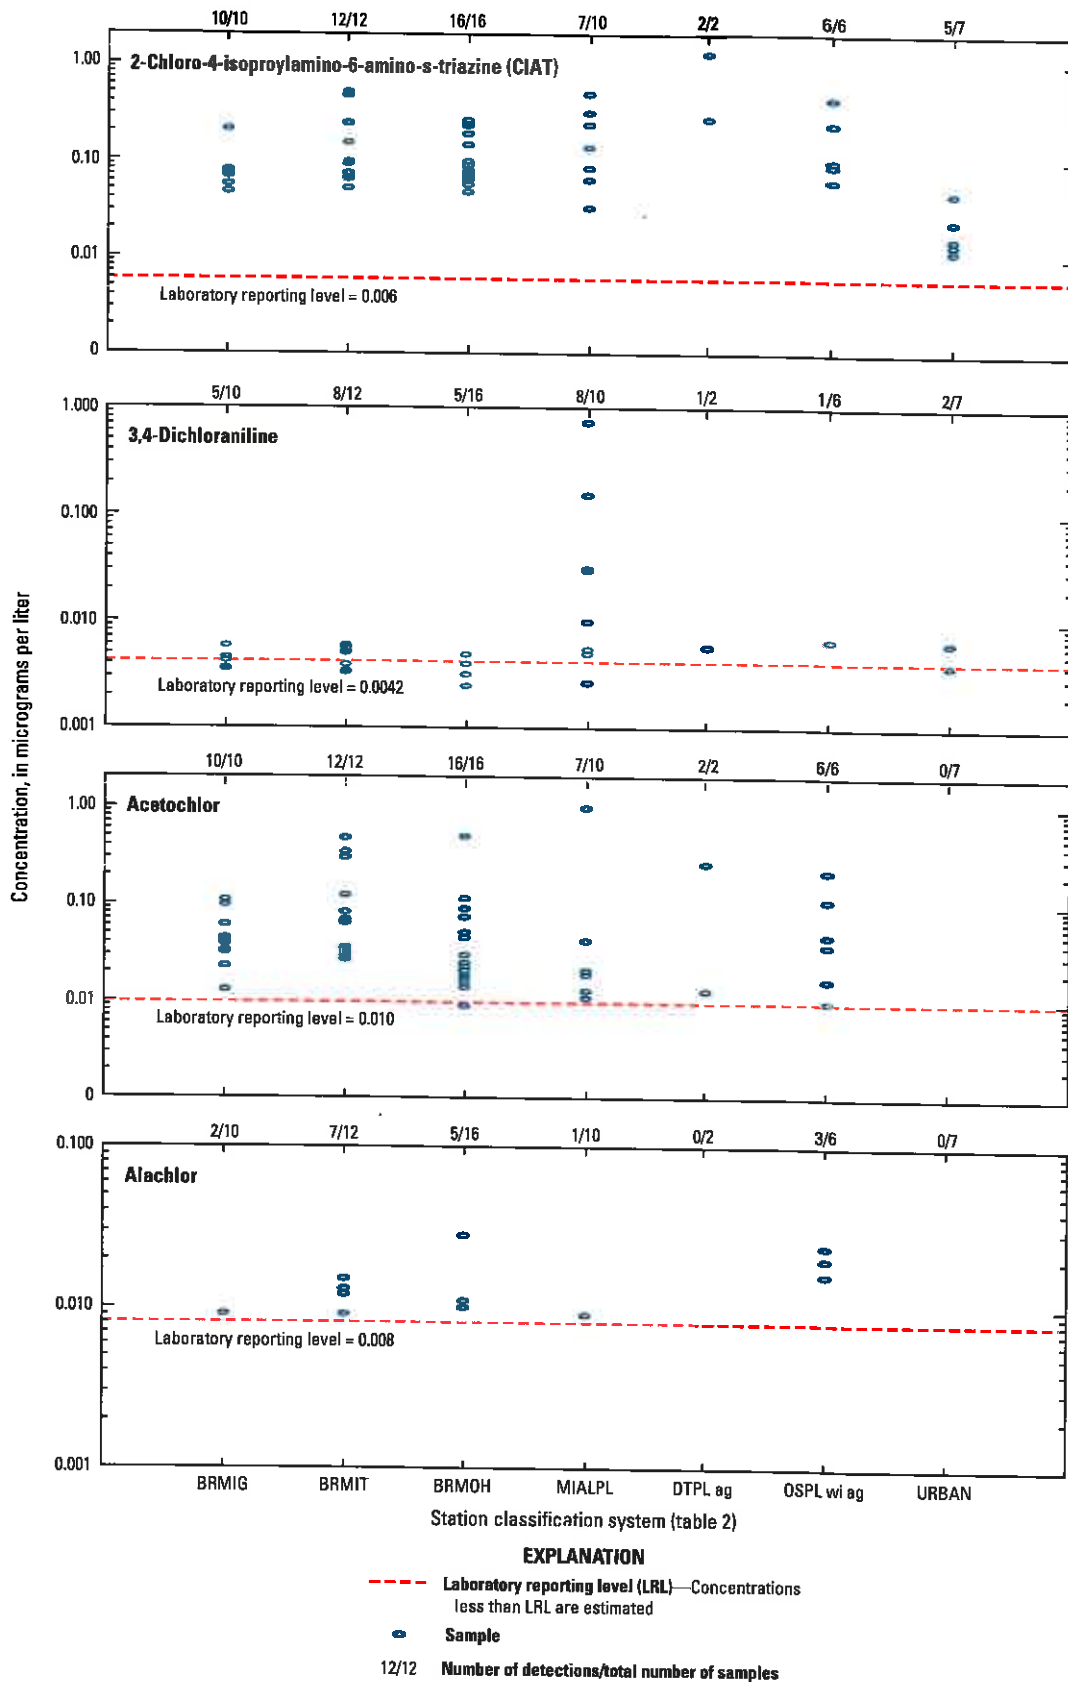 10/10 12/12 16/16 7/10 2/2 6/6 5/7
2-Chloro-4-isoproylamino-6-amino-s-triazine (CIAT)
1.00
0.10
0.01
0
Laboratory reporting level = 0.006
5/10 8/12 5/16 8/10 1/2 1/6 2/7
3,4-Dichloraniline
1.000
0.100
0.010
0.001
Laboratory reporting level = 0.0042
Concentration, in micrograms per liter
10/10 12/12 16/16 7/10 2/2 6/6 0/7
Acetochlor
1.00
0.10
0.01
0
Laboratory reporting level = 0.010
2/10 7/12 5/16 1/10 0/2 3/6 0/7
Alachlor
0.100
0.010
0.001
Laboratory reporting level = 0.008
BRMIG BRMIT BRMOH MIALPL DTPL ag OSPL wi ag URBAN
Station classification system (table 2)
EXPLANATION
Laboratory reporting level (LRL)—Concentrations
less than LRL are estimated
Sample
12/12 Number of detections/total number of samples